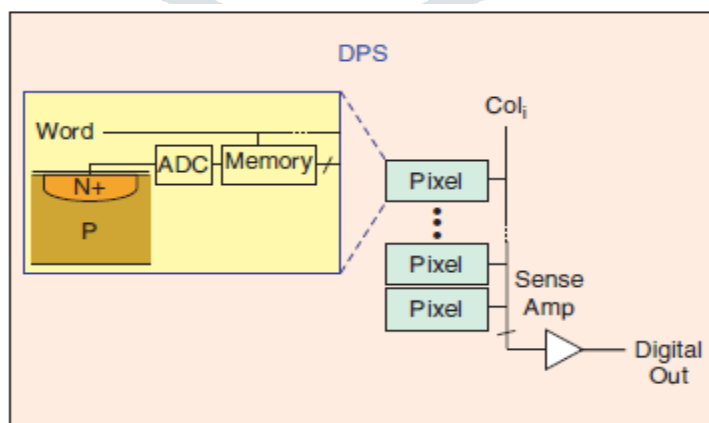 DPS
Word
ADC
Memory
N+
P
Col i
Pixel
Pixel
Pixel
Sense
Amp
Digital
Out